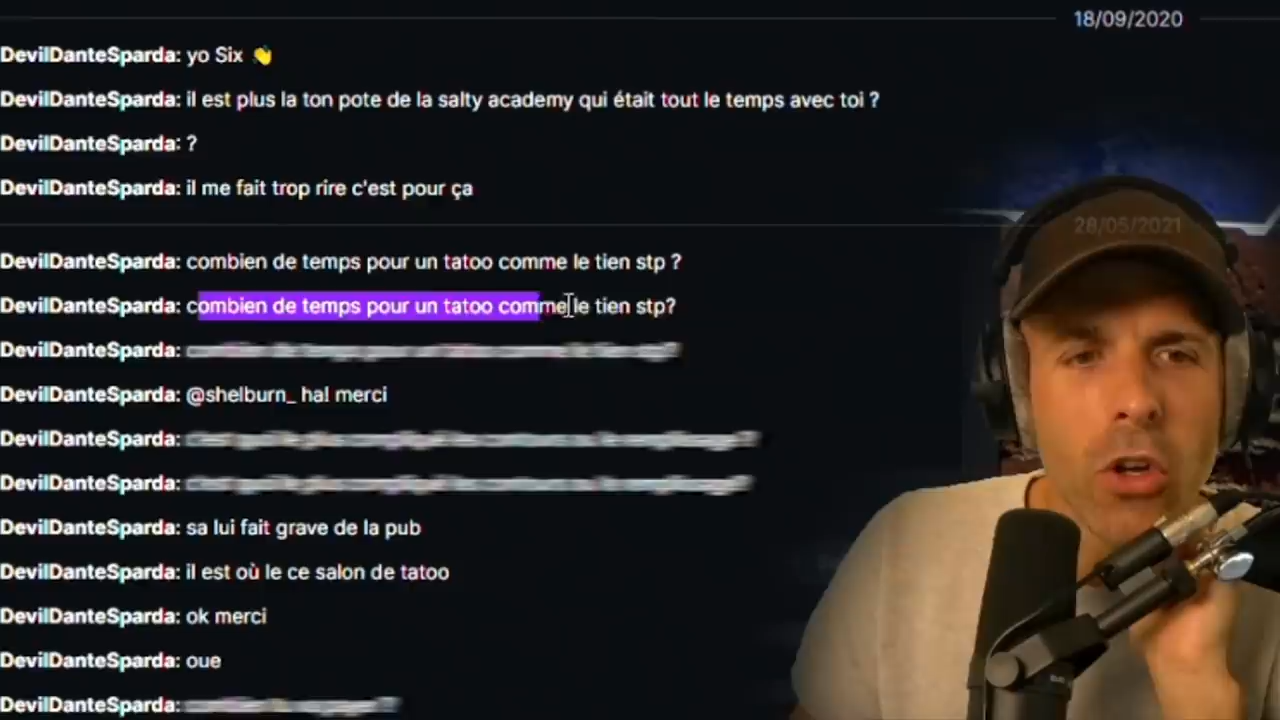 18/09/2020
DevilDanteSparda: yo Six 👏
DevilDanteSparda: il est plus la ton pote de la salty academy qui était tout le temps avec toi ?
DevilDanteSparda: ?
DevilDanteSparda: il me fait trop rire c'est pour ça
28/05/2021
DevilDanteSparda: combien de temps pour un tatoo comme le tien stp ?
DevilDanteSparda: combien de temps pour un tatoo comme le tien stp?
DevilDanteSparda:
DevilDanteSparda: @shelburn_ ha! merci
DevilDanteSparda:
DevilDanteSparda:
DevilDanteSparda: sa lui fait grave de la pub
DevilDanteSparda: il est où le ce salon de tatoo
DevilDanteSparda: ok merci
DevilDanteSparda: oue
DevilDanteSparda: